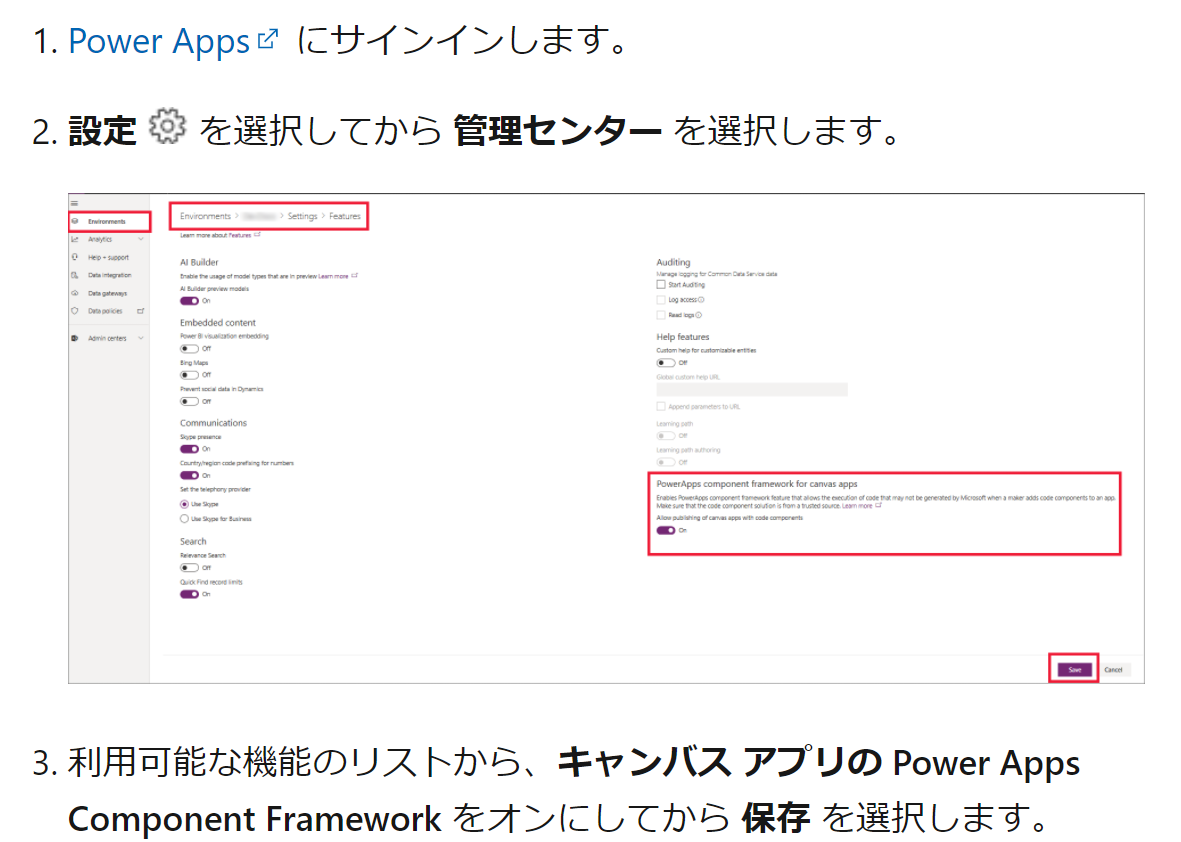 1. Power Apps にサインインします。
2. 設定 を選択してから 管理センター を選択します。
Environments > Settings > Features
Learn more about Features
Environments
Analytics
Help + support
Data integration
Data gateways
Data policies
Admin centers
AI Builder
Enable the usage of model types that are in preview Learn more
AI Builder preview models
On
Embedded content
Power BI visualization embedding
Off
Bing Maps
Off
Prevent social data in Dynamics
Off
Communications
Skype presence
On
Country/region code prefixing for numbers
On
Set the telephony provider
Use Skype
Use Skype for Business
Search
Relevance Search
Off
Quick Find record limits
On
Auditing
Manage logging for Common Data Service data
Start Auditing
Log access
Read logs
Help features
Custom help for customizable entities
Off
Global custom help URL
Append parameters to URL
Learning path
Off
Learning path authoring
Off
PowerApps component framework for canvas apps
Enables PowerApps component framework feature that allows the execution of code that may not be generated by Microsoft when a maker adds code components to an app.
Make sure that the code component solution is from a trusted source. Learn more
Allow publishing of canvas apps with code components
On
Save Cancel
3. 利用可能な機能のリストから、キャンバス アプリの Power Apps
Component Framework をオンにしてから 保存 を選択します。